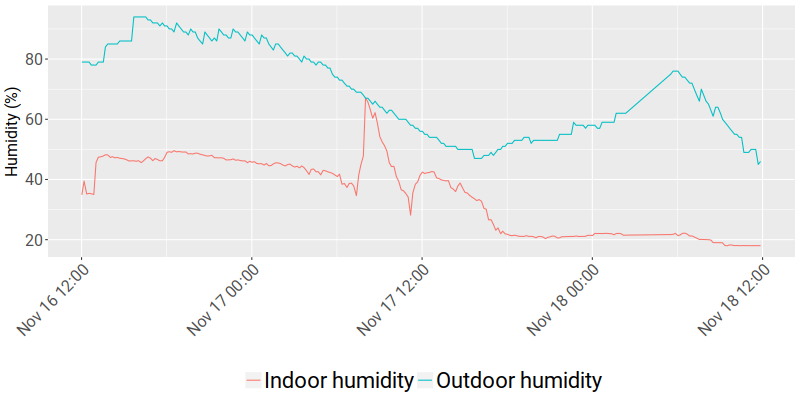 Humidity (%)
80
60
40
20
Nov 16 12:00
Nov 17 00:00
Nov 17 12:00
Nov 18 00:00
Nov 18 12:00
Indoor humidity
Outdoor humidity